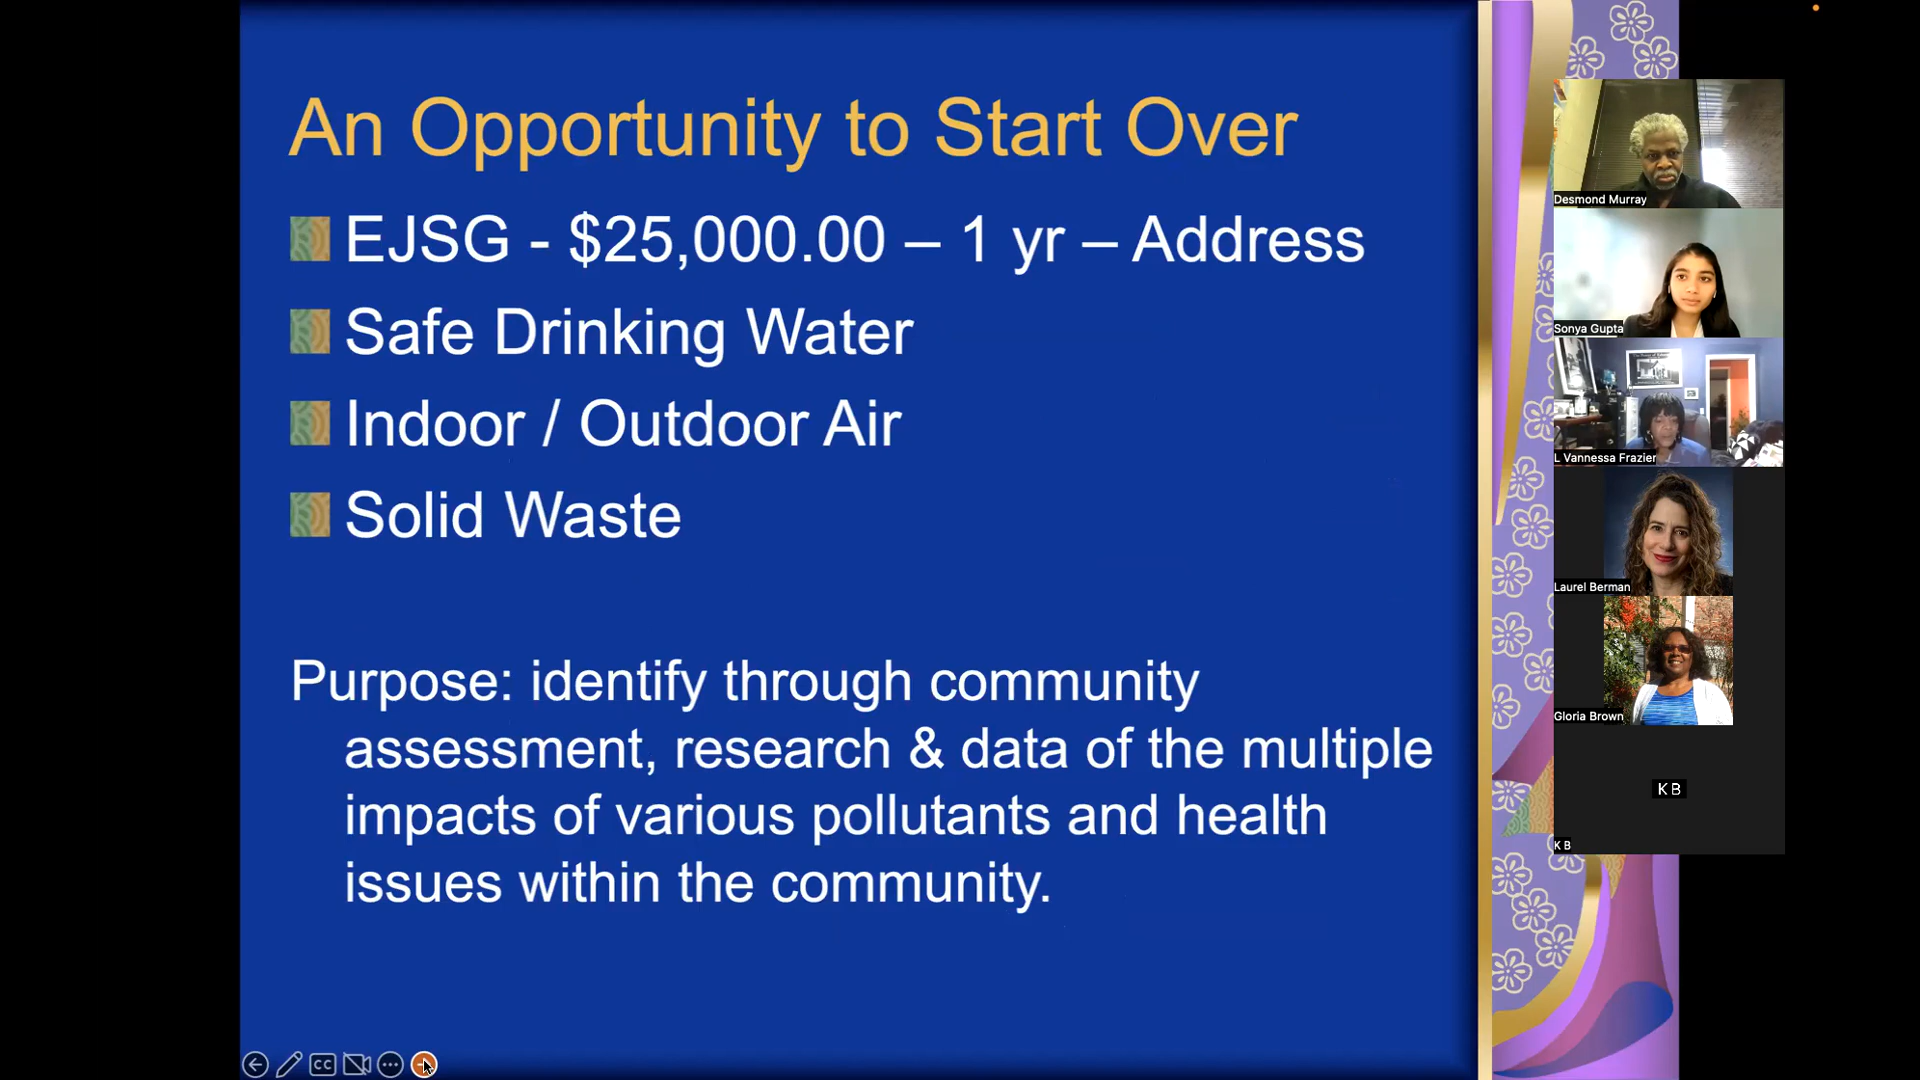 An Opportunity to Start Over
EJSG - $25,000.00 – 1 yr – Address
Safe Drinking Water
Indoor / Outdoor Air
Solid Waste
Purpose: identify through community
assessment, research & data of the multiple
impacts of various pollutants and health
issues within the community.
Desmond Murray
Sonya Gupta
L Vannessa Frazier
Laurel Berman
Gloria Brown
K B
K B
CC